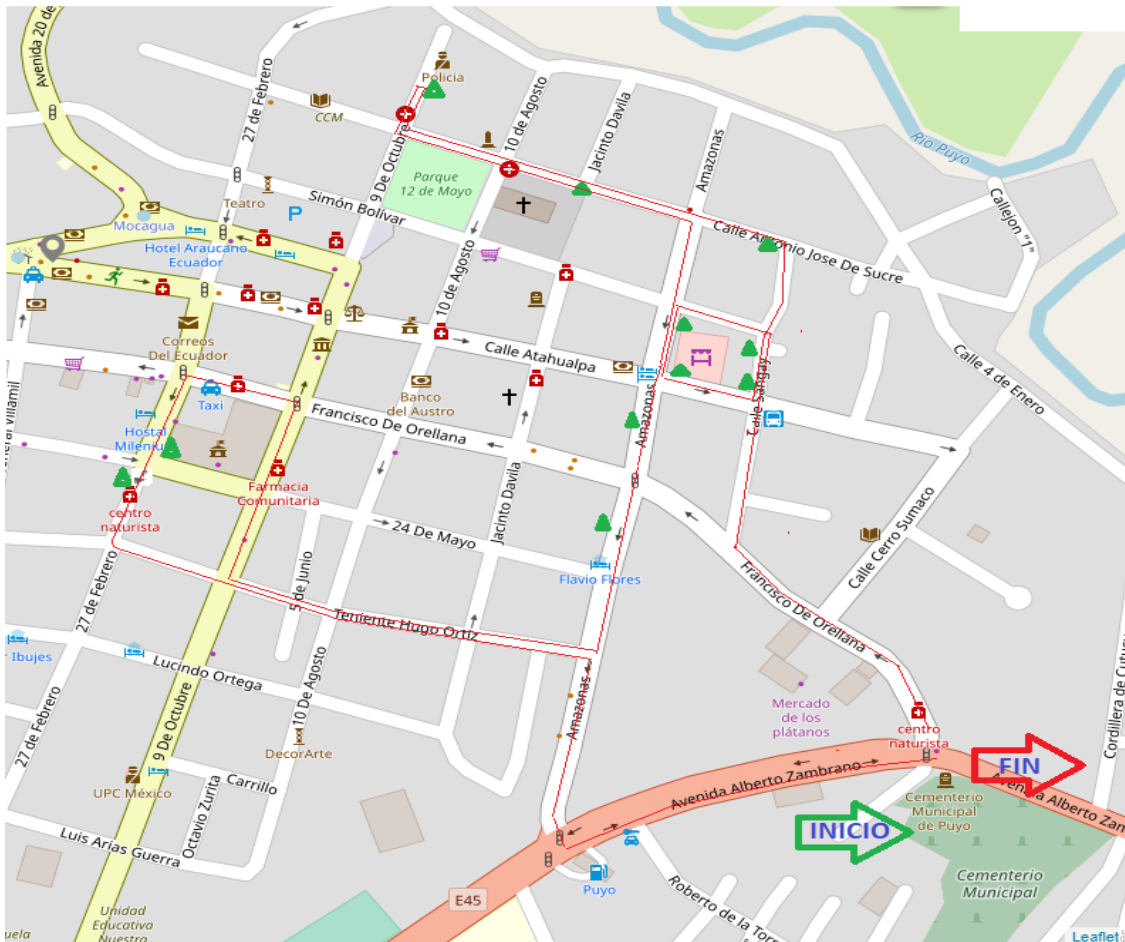 Avenida 20 de
27 de Febrero
Policia
CCM
10 de Agosto
Jacinto Davila
Amazonas
Rio Puyo
Callejon "1"
9 De Octubre
Parque
12 de Mayo
Teatro
Simón Bolivar
P
Mocagua
Hotel Araucano
Ecuador
10 de Agosto
Calle Antonio Jose De Sucre
Correos
Del Ecuador
Calle Atahualpa
Calle 4 de Enero
Taxi
Banco
del Austro
Amazonas
Calle Sangay
Francisco De Orellana
Hostal
Milenium
Villamil
Farmacia
Comunitaria
centro
naturista
Jacinto Davila
24 De Mayo
Calle Cerro Sumaco
Flavio Flores
27 de Febrero
5 de Junio
Francisco De Orellana
Teniente Hugo Ortiz
r Ibujes
Lucindo Ortega
Amazonas
Mercado
de los
plátanos
centro
naturista
27 de Febrero
9 De Octubre
10 De Agosto
DecorArte
UPC México
Carrillo
Octavio Zurita
Luis Arias Guerra
Avenida Alberto Zambrano
FIN
Avenida Alberto Zam
Cementerio
Municipal
de Puyo
INICIO
Puyo
E45
Roberto de la Torre
Cementerio
Municipal
Unidad
Educativa
Nuestra
uela
Leaflet